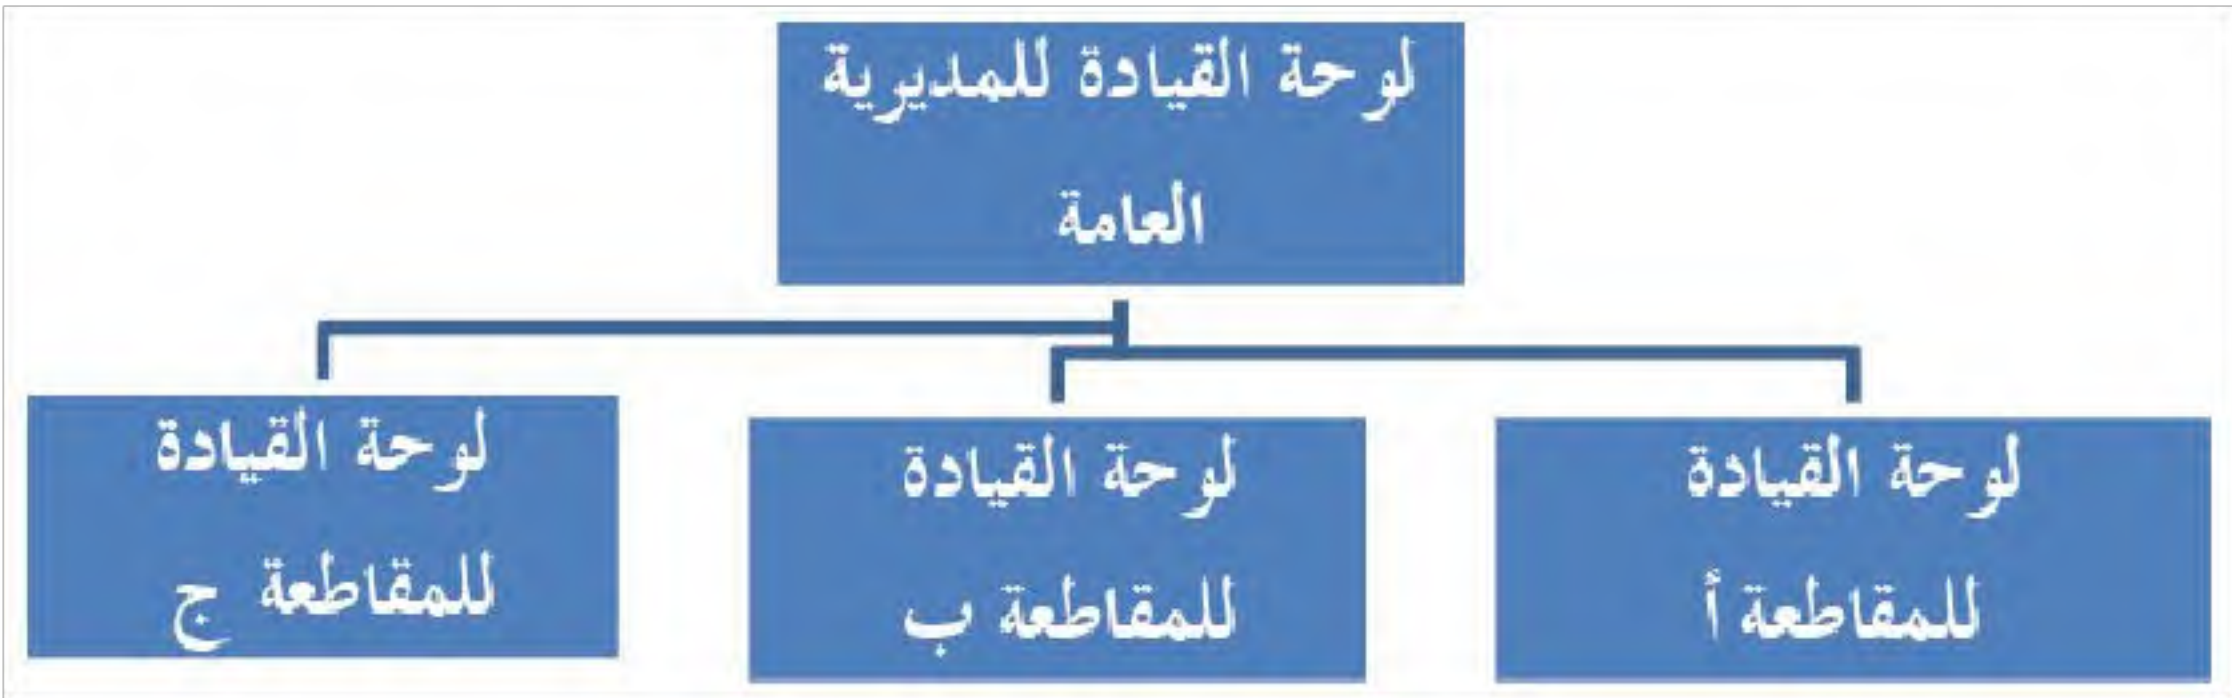 لوحة القيادة للمديرية
العامة
لوحة القيادة
للمقاطعة أ
لوحة القيادة
للمقاطعة ب
لوحة القيادة
للمقاطعة ج